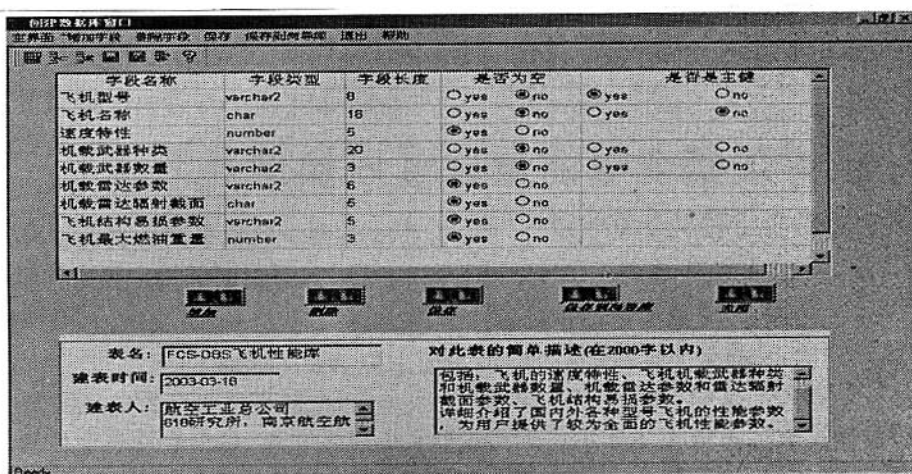 创建数据库窗口
主界面 增加字段 删除字段 保存 保存到向导库 退出 帮助
字段名称 字段类型 字段长度 是否为空 是否是主健
飞机型号 varchar2 8 yes no yes no
飞机名称 char 18 yes no yes no
速度特性 number 5 yes no
机载武器种类 varchar2 20 yes no yes no
机载武器数量 varchar2 3 yes no yes no
机载雷达参数 varchar2 6 yes no
机载雷达辐射截面 char 5 yes no
飞机结构易损参数 varchar2 5 yes no
飞机最大燃油重量 number 3 yes no
增加 删除 保存 关闭
表名: FCS-DBS飞机性能库
建表时间: 2003-03-18
建表人: 航空工业总公司
618研究所，南京航空航
对此表的简单描述(在2000字以内)
包括：飞机的速度特性、飞机机载武器种类
和机载武器数量、机载雷达参数和雷达辐射
截面参数、飞机结构易损参数。
详细介绍了国内外各种型号飞机的性能参数
，为用户提供了较为全面的飞机性能参数。
Ready